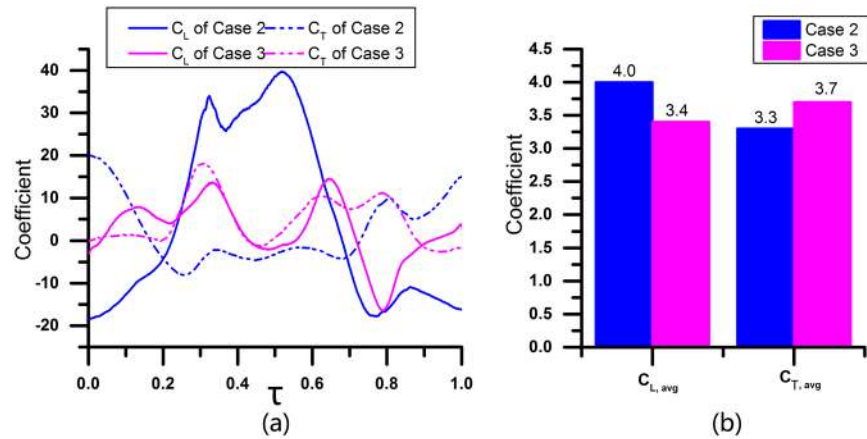 C_L of Case 2 C_T of Case 2
C_L of Case 3 C_T of Case 3
40
30
20
10
0
-10
-20
Coefficient
0.0 0.2 0.4 0.6 0.8 1.0
τ
(a)
Case 2
Case 3
4.5
4.0
3.5
3.0
2.5
2.0
1.5
1.0
0.5
0.0
Coefficient
4.0
3.4
3.3
3.7
C_L, avg C_T, avg
(b)